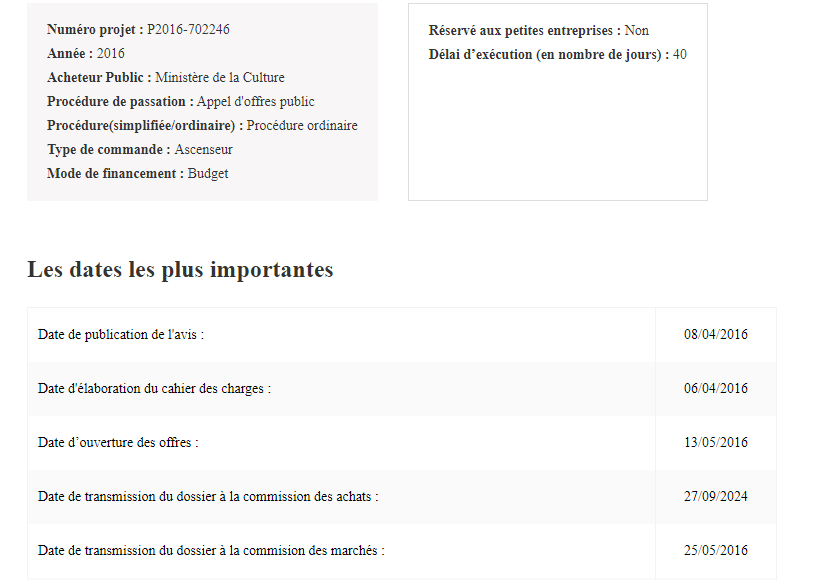 Numéro projet : P2016-702246
Année : 2016
Acheteur Public : Ministère de la Culture
Procédure de passation : Appel d'offres public
Procédure(simplifiée/ordinaire) : Procédure ordinaire
Type de commande : Ascenseur
Mode de financement : Budget
Réservé aux petites entreprises : Non
Délai d’exécution (en nombre de jours) : 40
Les dates les plus importantes
Date de publication de l'avis : 08/04/2016
Date d'élaboration du cahier des charges : 06/04/2016
Date d’ouverture des offres : 13/05/2016
Date de transmission du dossier à la commission des achats : 27/09/2024
Date de transmission du dossier à la commision des marchés : 25/05/2016